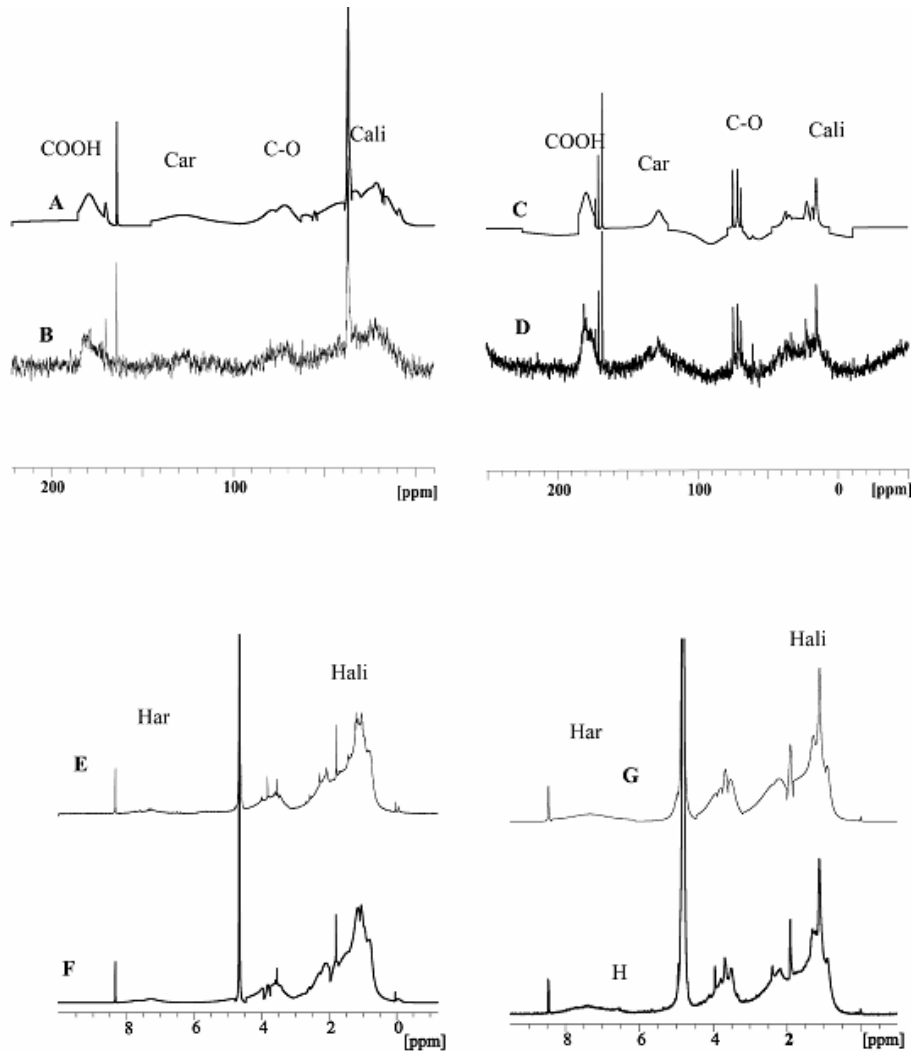 COOH Car C-O Cali
A
B
200 100 [ppm]
COOH Car C-O Cali
C
D
200 100 0 [ppm]
Har Hali
E
F
8 6 4 2 0 [ppm]
Har Hali
G
H
8 6 4 2 [ppm]